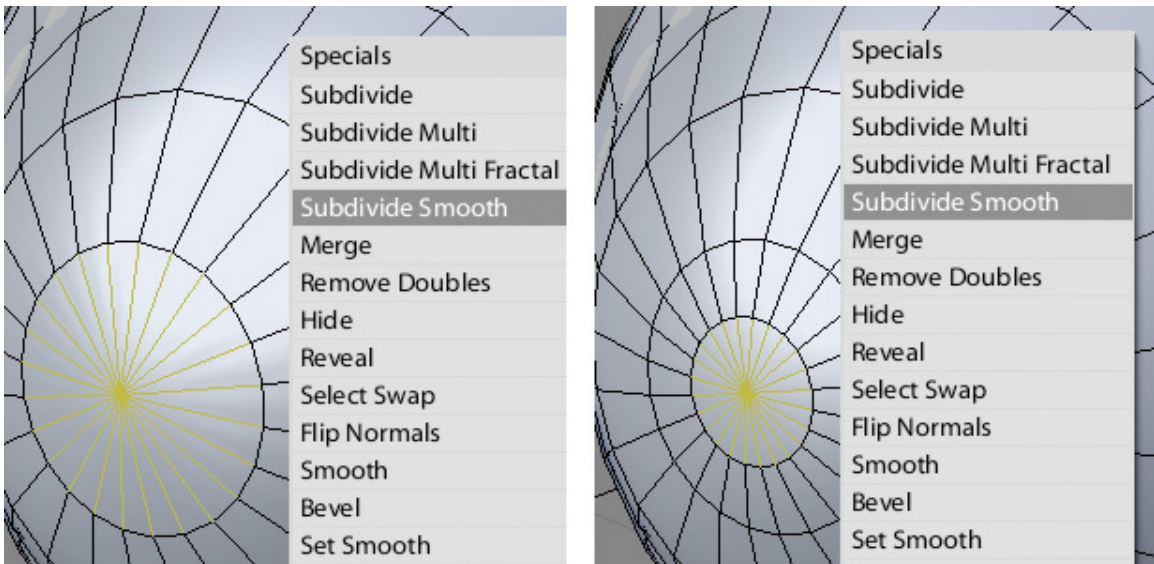 Specials
Subdivide
Subdivide Multi
Subdivide Multi Fractal
Subdivide Smooth
Merge
Remove Doubles
Hide
Reveal
Select Swap
Flip Normals
Smooth
Bevel
Set Smooth
Specials
Subdivide
Subdivide Multi
Subdivide Multi Fractal
Subdivide Smooth
Merge
Remove Doubles
Hide
Reveal
Select Swap
Flip Normals
Smooth
Bevel
Set Smooth